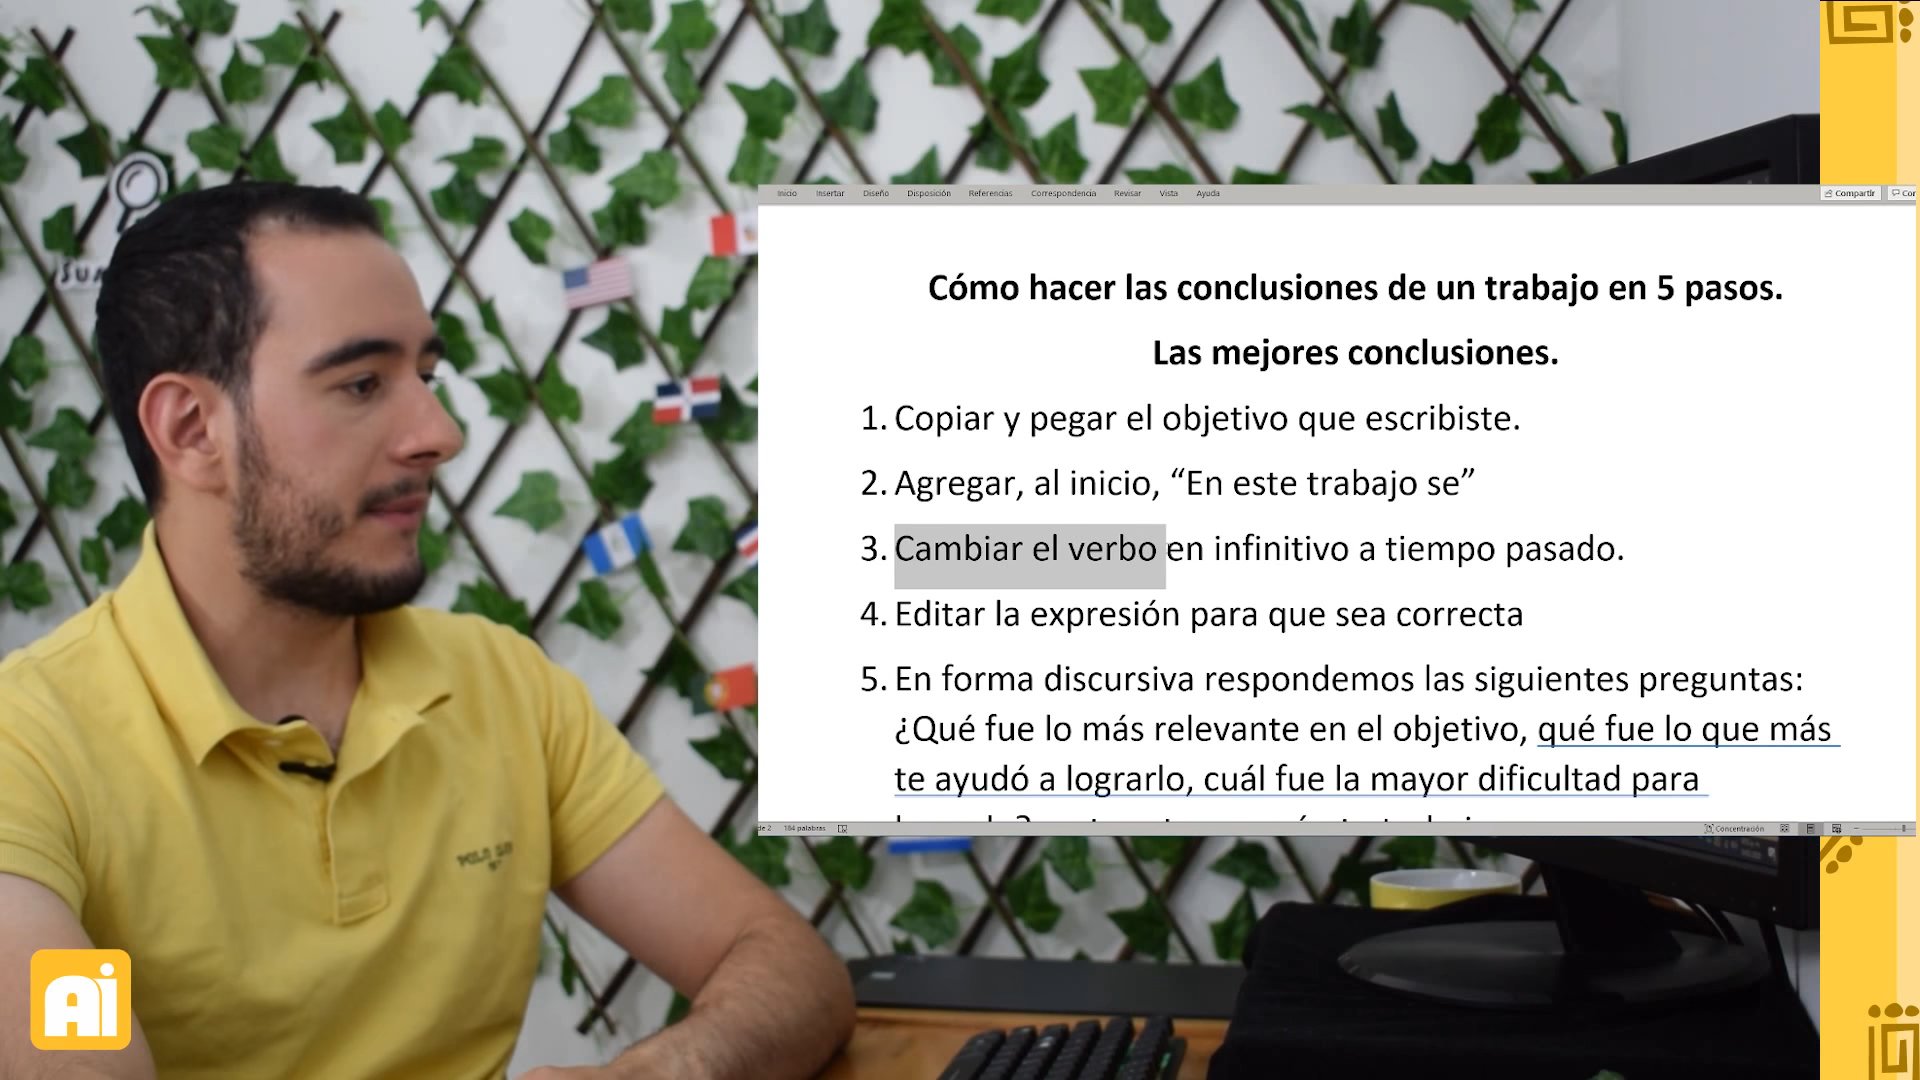 Inicio Insertar Diseño Disposición Referencias Correspondencia Revisar Vista Ayuda
Compartir
Cómo hacer las conclusiones de un trabajo en 5 pasos.
Las mejores conclusiones.
1. Copiar y pegar el objetivo que escribiste.
2. Agregar, al inicio, “En este trabajo se”
3. Cambiar el verbo en infinitivo a tiempo pasado.
4. Editar la expresión para que sea correcta
5. En forma discursiva respondemos las siguientes preguntas:
¿Qué fue lo más relevante en el objetivo, qué fue lo que más
te ayudó a lograrlo, cuál fue la mayor dificultad para
de 2 184 palabras
Concentración
POLO
Ai